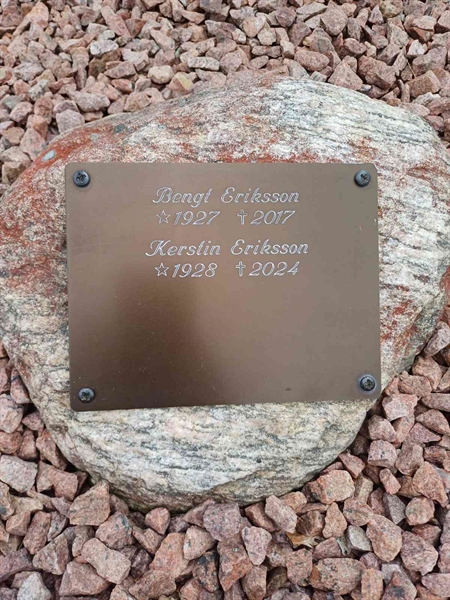 Bengt Eriksson
☆1927 †2017
Kerstin Eriksson
☆1928 †2024